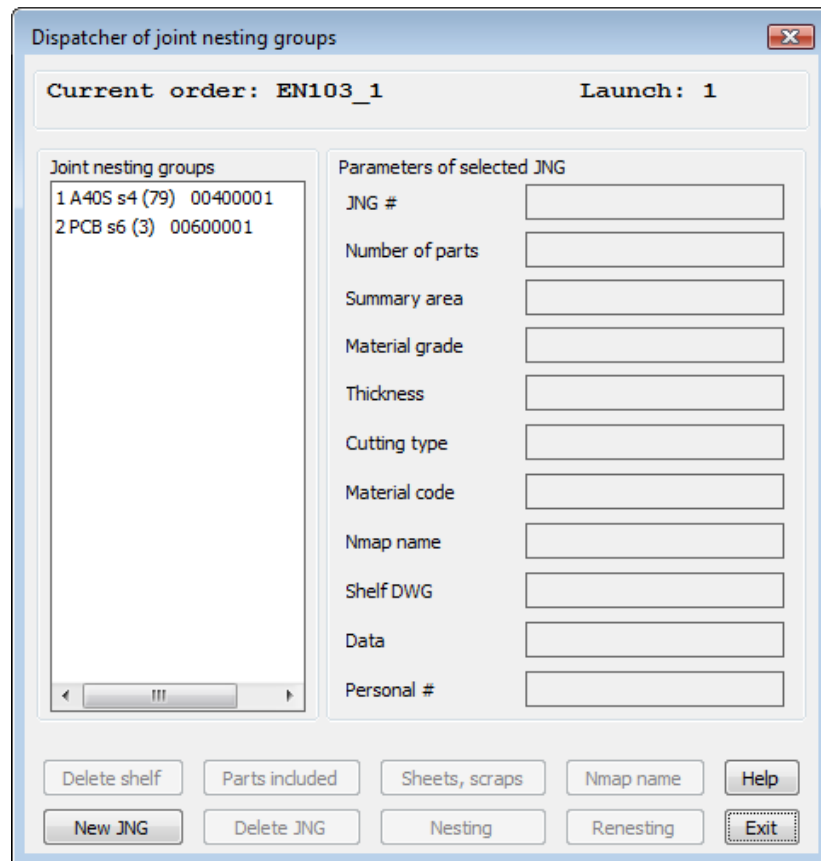 Dispatcher of joint nesting groups
Current order: EN103_1 Launch: 1
Joint nesting groups
1 A40S s4 (79) 00400001
2 PCB s6 (3) 00600001
Parameters of selected JNG
JNG #
Number of parts
Summary area
Material grade
Thickness
Cutting type
Material code
Nmap name
Shelf DWG
Data
Personal #
Delete shelf Parts included Sheets, scraps Nmap name Help
New JNG Delete JNG Nesting Renesting Exit